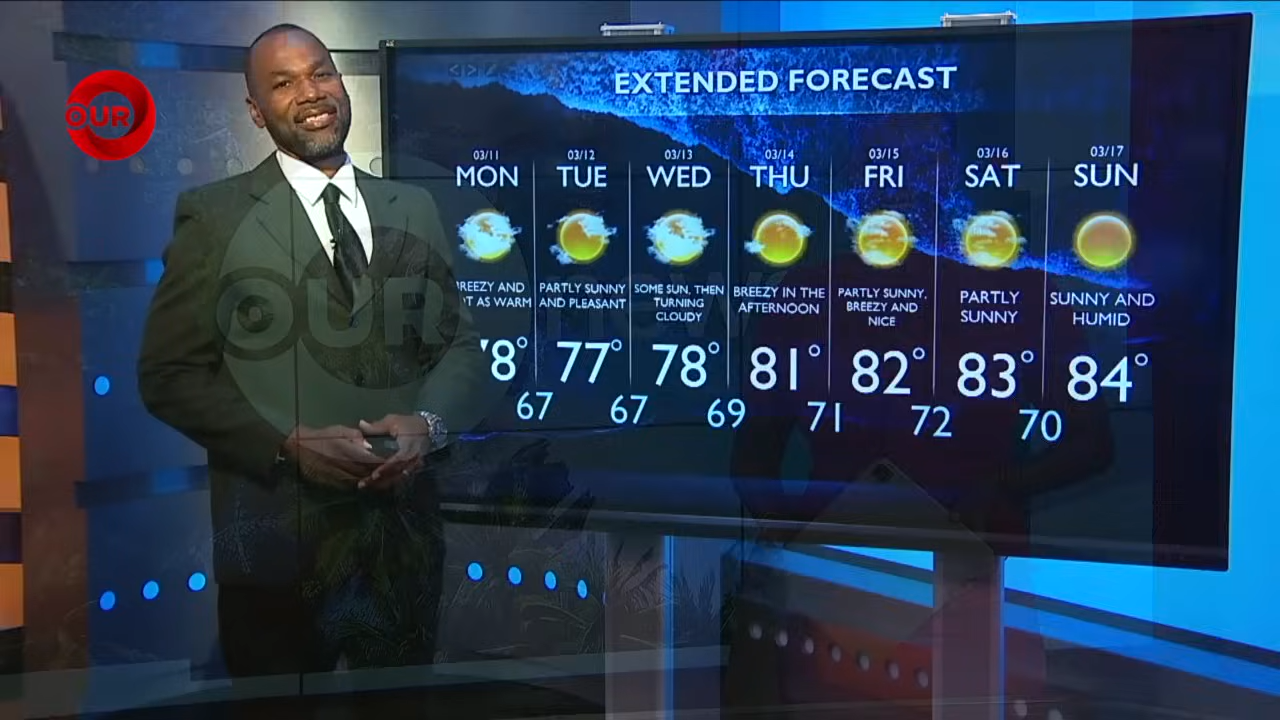 OUR
EXTENDED FORECAST
03/11
MON
REEZY AND
T AS WARM
78°
67
03/12
TUE
PARTLY SUNNY
AND PLEASANT
77°
67
03/13
WED
SOME SUN, THEN
TURNING
CLOUDY
78°
69
03/14
THU
BREEZY IN THE
AFTERNOON
81°
71
03/15
FRI
PARTLY SUNNY,
BREEZY AND
NICE
82°
72
03/16
SAT
PARTLY
SUNNY
83°
70
03/17
SUN
SUNNY AND
HUMID
84°
OUR news